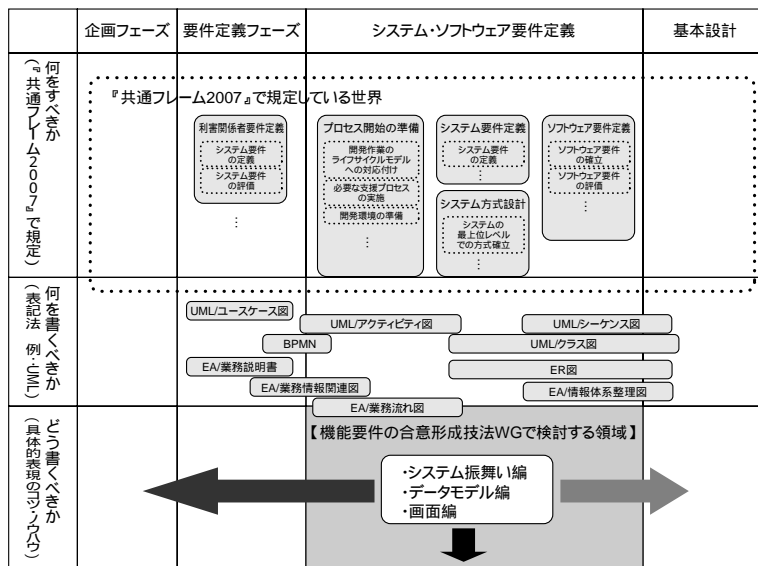 企画フェーズ
要件定義フェーズ
システム・ソフトウェア要件定義
基本設計
何をすべきか
(『共通フレーム2007』で規定)
『共通フレーム2007』で規定している世界
利害関係者要件定義
システム要件
の定義
システム要件
の評価
⋮
プロセス開始の準備
開発作業の
ライフサイクルモデル
への対応付け
必要な支援プロセス
の実施
開発環境の準備
⋮
システム要件定義
システム要件
の定義
⋮
システム方式設計
システムの
最上位レベル
での方式確立
⋮
ソフトウェア要件定義
ソフトウェア要件
の確立
ソフトウェア要件
の評価
⋮
何を書くべきか
(表記法 例・UML)
UML/ユースケース図
UML/アクティビティ図
UML/シーケンス図
BPMN
UML/クラス図
EA/業務説明書
ER図
EA/業務情報関連図
EA/情報体系整理図
EA/業務流れ図
どう書くべきか
(具体的表現のコツ・ノウハウ)
【機能要件の合意形成技法WGで検討する領域】
・システム振舞い編
・データモデル編
・画面編